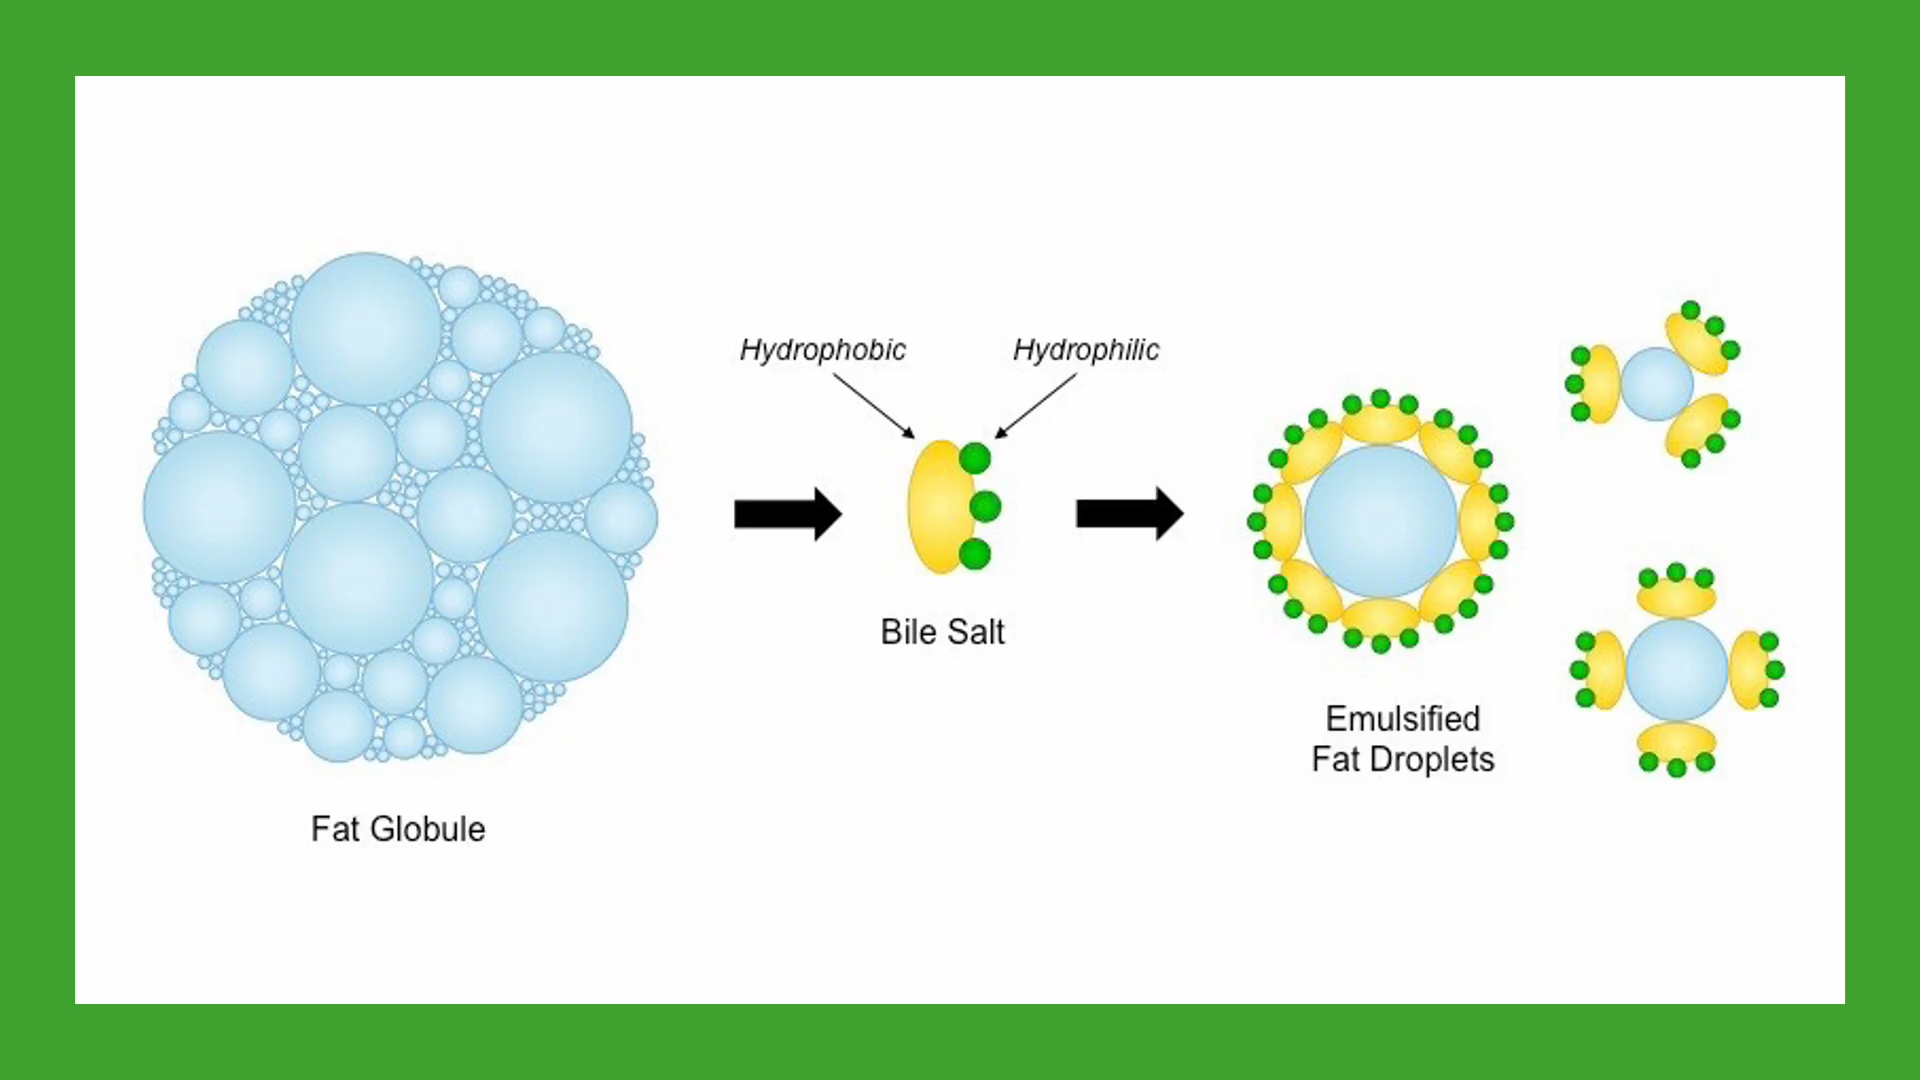 Hydrophobic
Hydrophilic
Bile Salt
Emulsified
Fat Droplets
Fat Globule